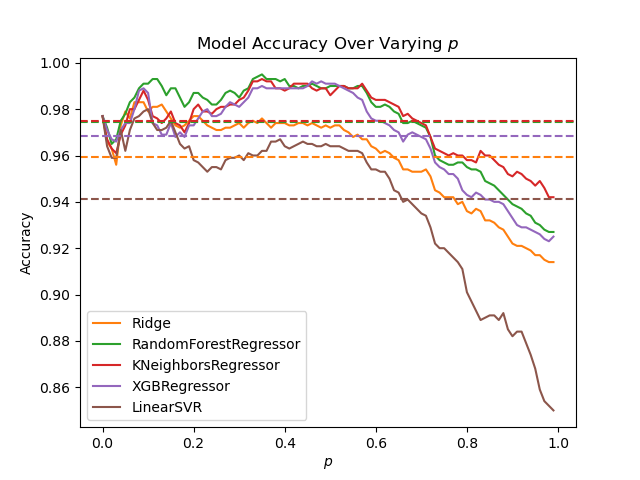 Model Accuracy Over Varying p
1.00
0.98
0.96
0.94
0.92
0.90
0.88
0.86
Accuracy
Ridge
RandomForestRegressor
KNeighborsRegressor
XGBRegressor
LinearSVR
0.0 0.2 0.4 0.6 0.8 1.0
p